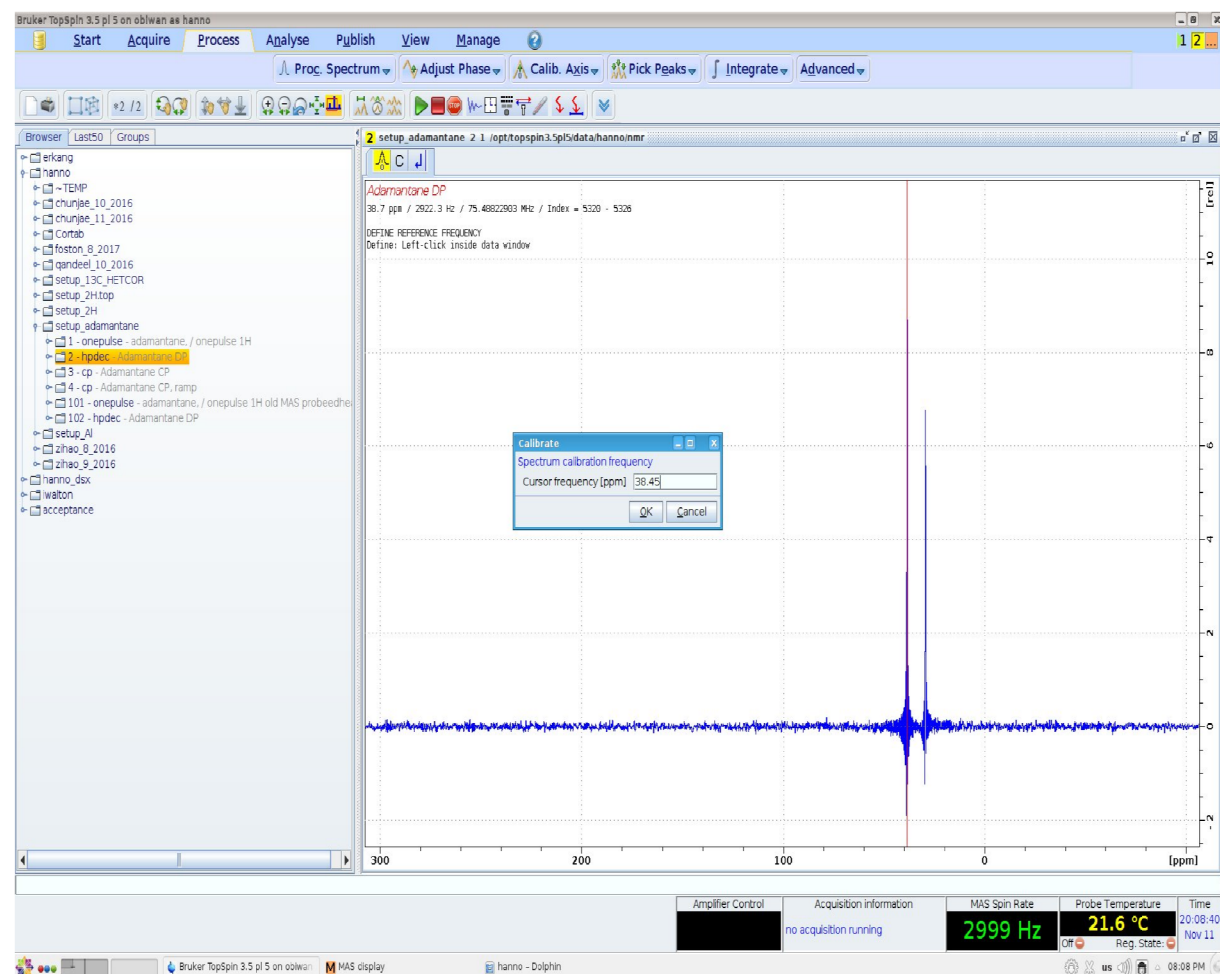 Bruker TopSpin 3.5 pl 5 on obiwan as hanno
Start Acquire Process Analyse Publish View Manage
1 2 ...
Proc. Spectrum Adjust Phase Calib. Axis Pick Peaks Integrate Advanced
*2 /2
Browser Last50 Groups
2 setup_adamantane 2 1 /opt/topspin3.5pl5/data/hanno/nmr
erkang
hanno
~TEMP
chunjae_10_2016
chunjae_11_2016
Cortab
foston_8_2017
qandeel_10_2016
setup_13C_HETCOR
setup_2H.top
setup_2H
setup_adamantane
1 - onepulse - adamantane, / onepulse 1H
2 - hpdec - Adamantane DP
3 - cp - Adamantane CP
4 - cp - Adamantane CP, ramp
101 - onepulse - adamantane, / onepulse 1H old MAS probeedhe
102 - hpdec - Adamantane DP
setup_Al
zihao_8_2016
zihao_9_2016
hanno_dsx
iwalton
acceptance
C
Adamantane DP
38.7 ppm / 2922.3 Hz / 75.48822903 MHz / Index = 5320 - 5326
DEFINE REFERENCE FREQUENCY
Define: Left-click inside data window
Calibrate
Spectrum calibration frequency
Cursor frequency [ppm] 38.45
OK Cancel
[rel]
10
8
6
4
2
0
-2
300 200 100 0 [ppm]
Amplifier Control
Acquisition information
no acquisition running
MAS Spin Rate
2999 Hz
Probe Temperature
21.6 °C
Off Reg. State:
Time
20:08:40
Nov 11
Bruker TopSpin 3.5 pl 5 on obiwan
MAS display
hanno - Dolphin
us
08:08 PM